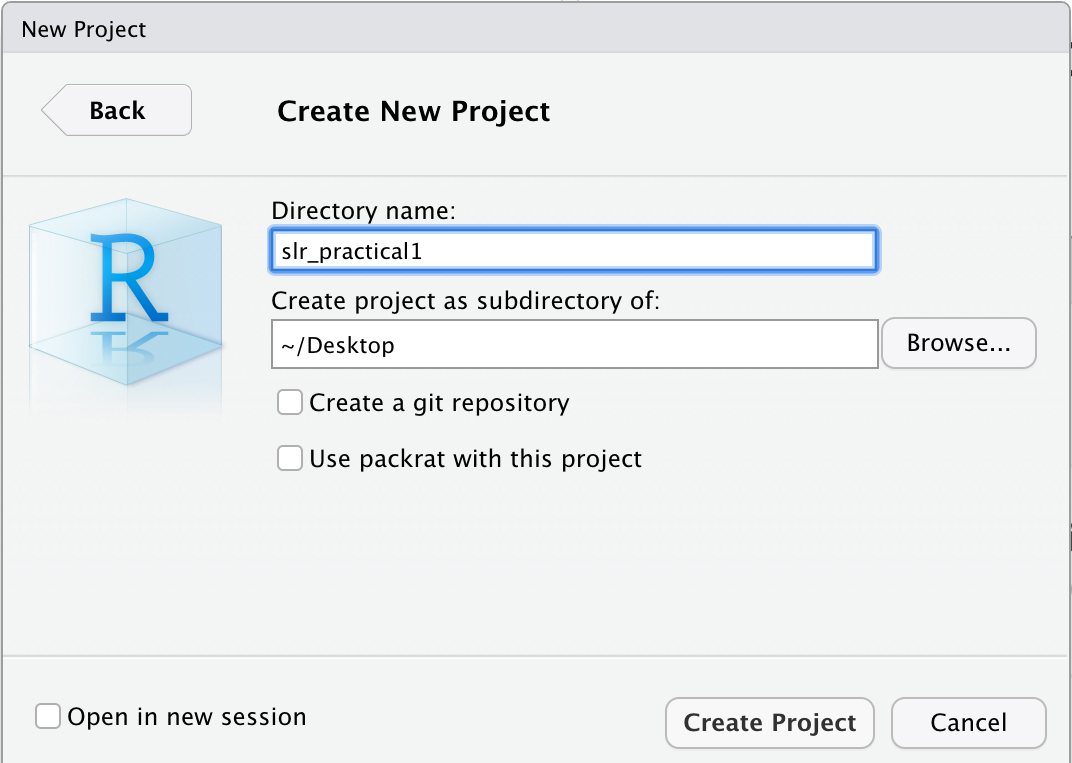 New Project
Back
Create New Project
R
Directory name:
slr_practical1
Create project as subdirectory of:
~/Desktop
Browse...
Create a git repository
Use packrat with this project
Open in new session
Create Project
Cancel